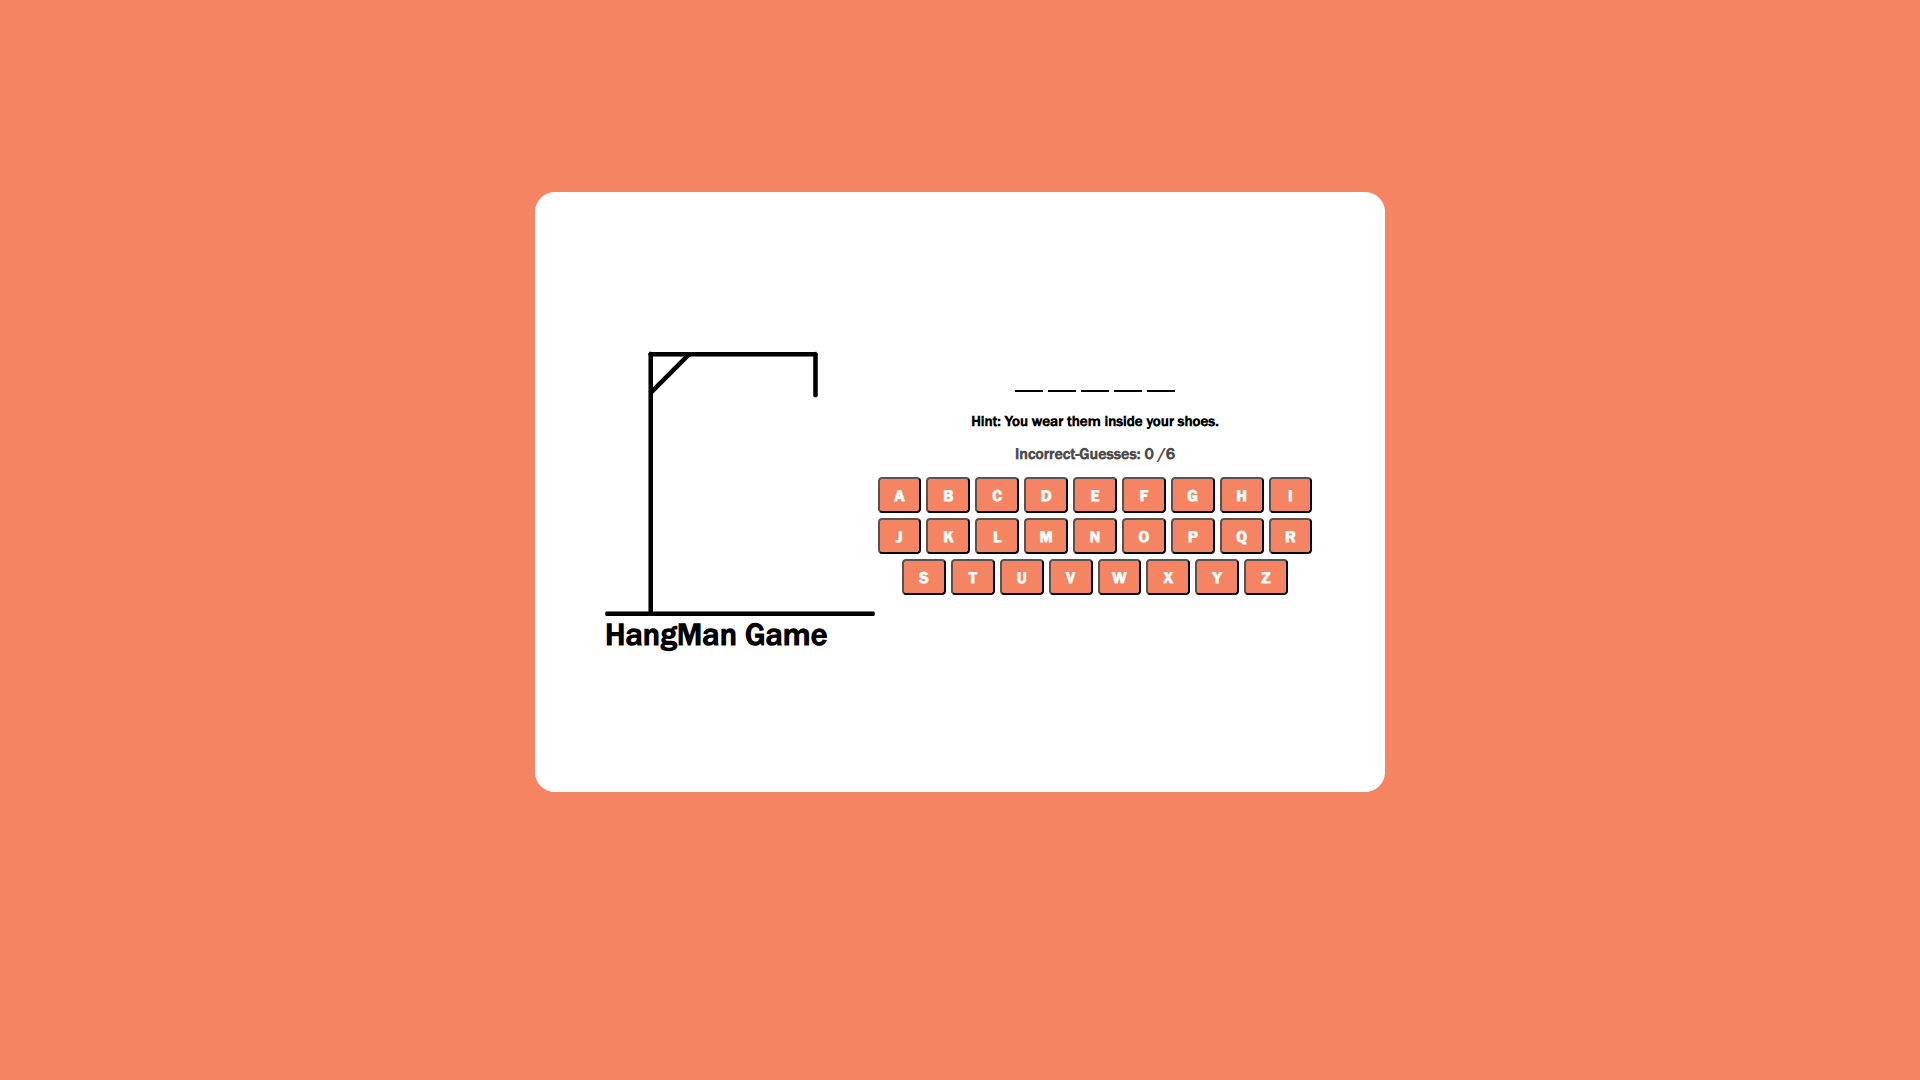 Hint: You wear them inside your shoes.
Incorrect-Guesses: 0 /6
A B C D E F G H I
J K L M N O P Q R
S T U V W X Y Z
HangMan Game